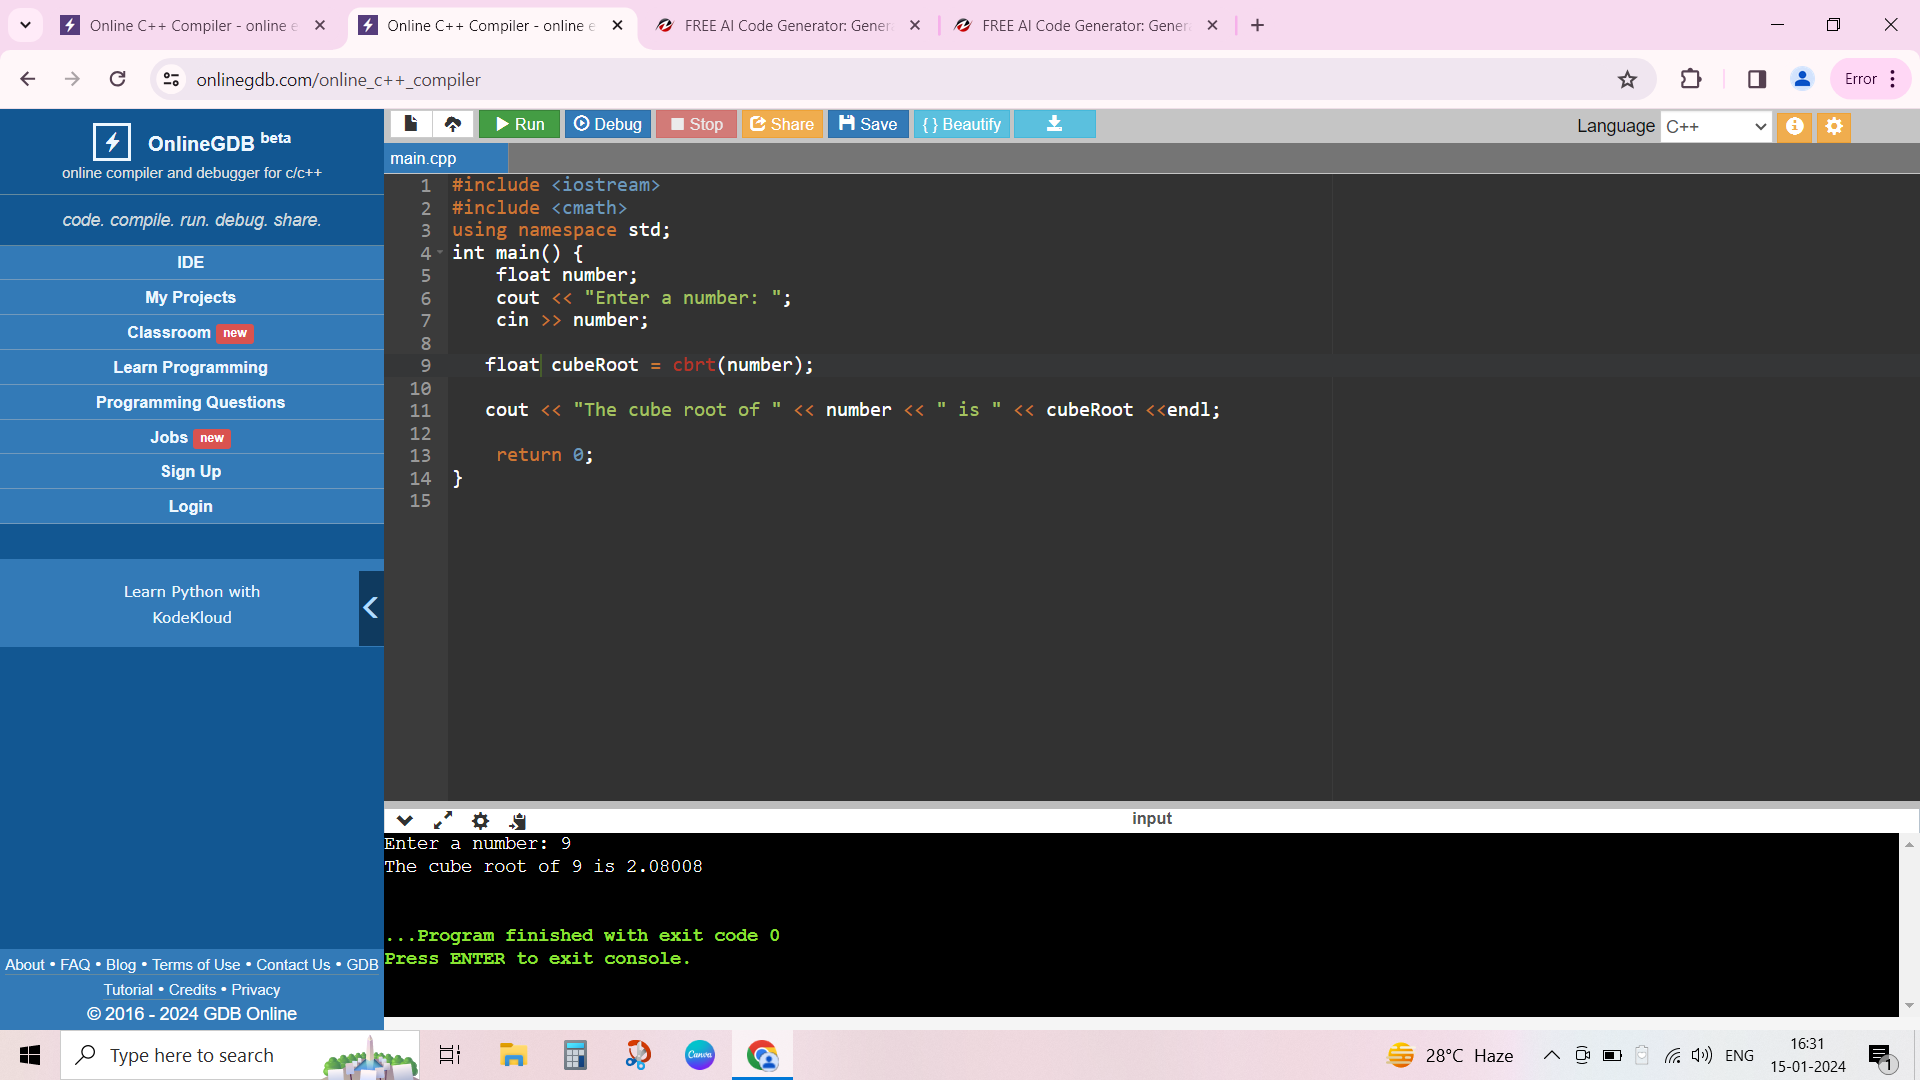 Online C++ Compiler - online e
Online C++ Compiler - online e
FREE AI Code Generator: Gener
FREE AI Code Generator: Gener
onlinegdb.com/online_c++_compiler
Error
OnlineGDB beta
online compiler and debugger for c/c++
code. compile. run. debug. share.
IDE
My Projects
Classroom new
Learn Programming
Programming Questions
Jobs new
Sign Up
Login
Learn Python with
KodeKloud
About • FAQ • Blog • Terms of Use • Contact Us • GDB
Tutorial • Credits • Privacy
© 2016 - 2024 GDB Online
Run Debug Stop Share Save { } Beautify
Language C++
main.cpp
1 #include <iostream>
2 #include <cmath>
3 using namespace std;
4 int main() {
5 float number;
6 cout << "Enter a number: ";
7 cin >> number;
8
9 float cubeRoot = cbrt(number);
10
11 cout << "The cube root of " << number << " is " << cubeRoot <<endl;
12
13 return 0;
14 }
15
input
Enter a number: 9
The cube root of 9 is 2.08008
...Program finished with exit code 0
Press ENTER to exit console.
Type here to search
Canva
28°C Haze
ENG
16:31
15-01-2024
1